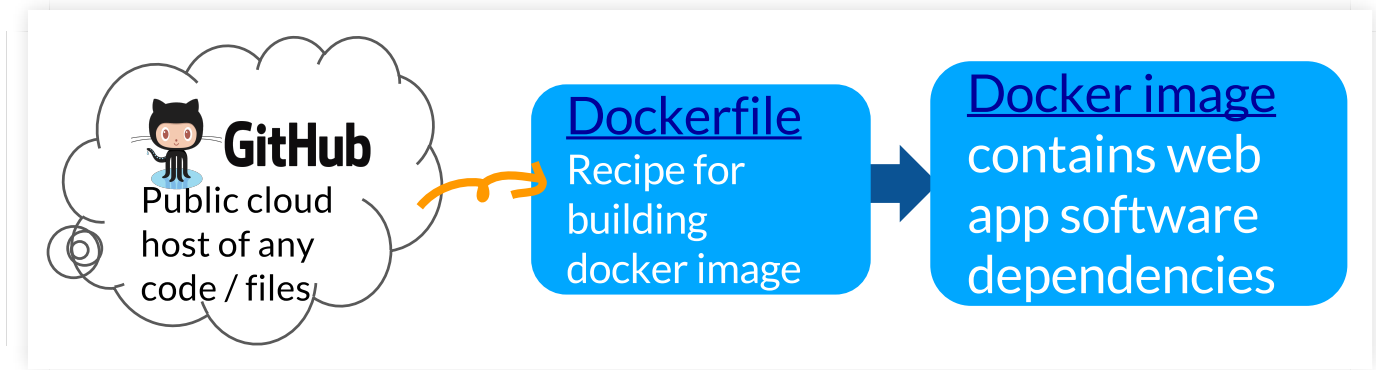 GitHub
Public cloud
host of any
code / files
Dockerfile
Recipe for
building
docker image
Docker image
contains web
app software
dependencies